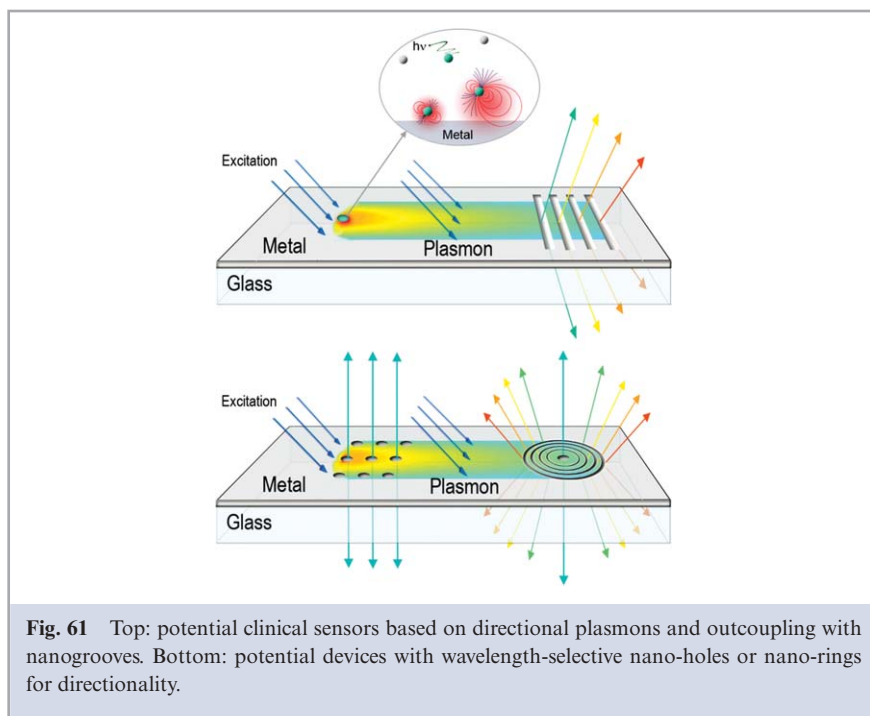 hν
Metal
Excitation
Metal
Plasmon
Glass
Excitation
Metal
Plasmon
Glass
Fig. 61 Top: potential clinical sensors based on directional plasmons and outcoupling with
nanogrooves. Bottom: potential devices with wavelength-selective nano-holes or nano-rings
for directionality.